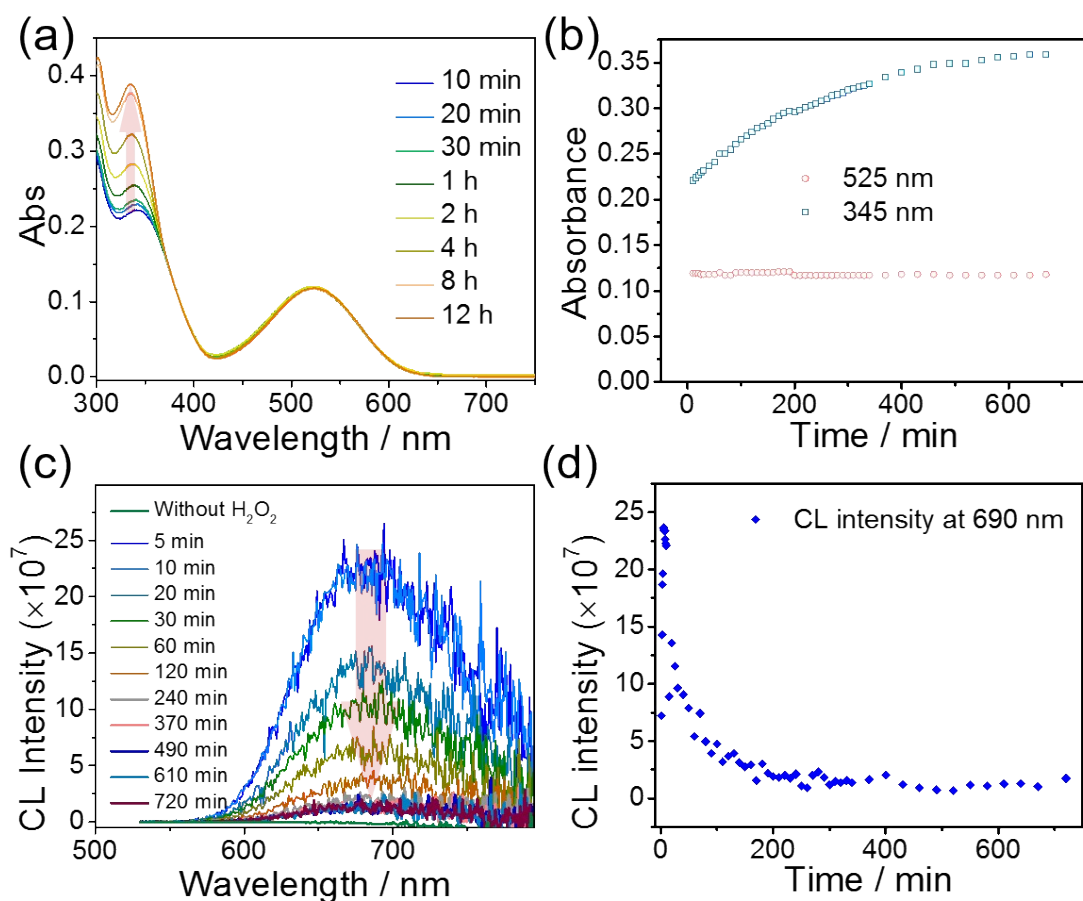 (a)
0.4
0.3
0.2
0.1
0.0
Abs
10 min
20 min
30 min
1 h
2 h
4 h
8 h
12 h
300 400 500 600 700
Wavelength / nm
(b)
0.35
0.30
0.25
0.20
0.15
0.10
0.05
0.00
Absorbance
525 nm
345 nm
0 200 400 600
Time / min
(c)
25
20
15
10
5
0
CL Intensity (×10⁷)
Without H₂O₂
5 min
10 min
20 min
30 min
60 min
120 min
240 min
370 min
490 min
610 min
720 min
500 600 700
Wavelength / nm
(d)
25
20
15
10
5
0
CL intensity (×10⁷)
CL intensity at 690 nm
0 200 400 600
Time / min